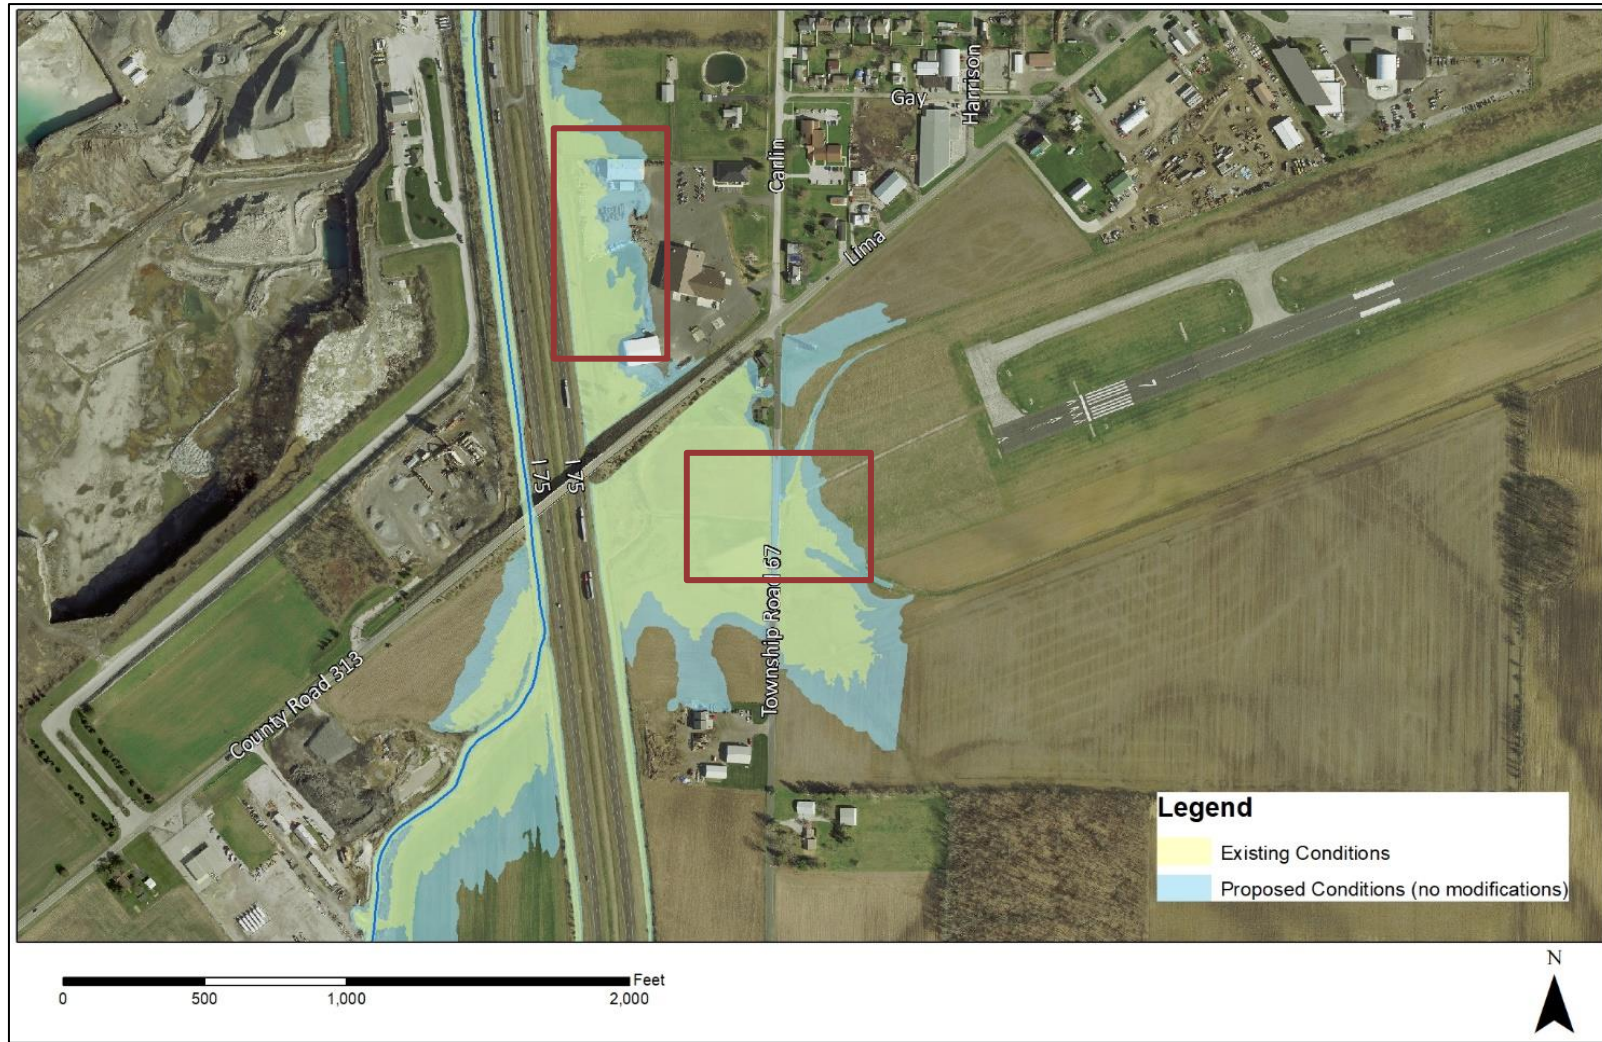 Gay
Harrison
Carlin
Lima
I 75
I 75
Township Road 67
County Road 313
7
Legend
Existing Conditions
Proposed Conditions (no modifications)
Feet
0
500
1,000
2,000
N